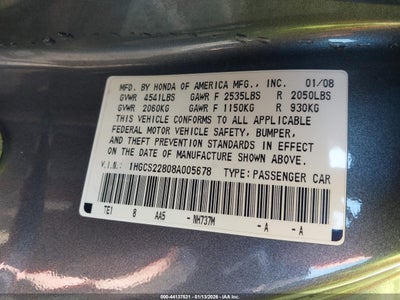 MFD. BY HONDA OF AMERICA MFG., INC. 01/08
GVWR 4541LBS GAWR F 2535LBS R 2050LBS
GVWR 2060KG GAWR F 1150KG R 930KG
THIS VEHICLE CONFORMS TO ALL APPLICABLE
FEDERAL MOTOR VEHICLE SAFETY, BUMPER,
AND THEFT PREVENTION STANDARDS IN EFFECT
ON THE DATE OF MANUFACTURE SHOWN ABOVE.
V.I.N.: 1HGCS22808A005678 TYPE: PASSENGER CAR
TE1 8 AA5 -NH737M -A -A
000-44137531 - 01/13/2026 - IAA Inc.